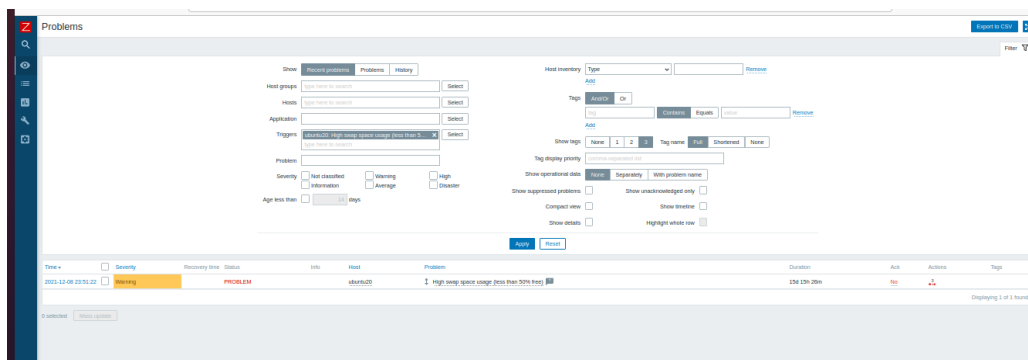 Z Problems Export to CSV
Filter
Show Recent problems Problems History Host inventory Type Remove
Add
Host groups type here to search Select
Tags And/Or Or
Hosts type here to search Select
tag Contains Equals value Remove
Application Select
Add
Triggers ubuntu20: High swap space usage (less than 5... Select
type here to search
Show tags None 1 2 3 Tag name Full Shortened None
Problem
Tag display priority comma-separated list
Severity Not classified Warning High
Information Average Disaster
Show operational data None Separately With problem name
Show suppressed problems Show unacknowledged only
Age less than 14 days
Compact view Show timeline
Show details Highlight whole row
Apply Reset
Time Severity Recovery time Status Info Host Problem Duration Ack Actions Tags
2021-12-08 23:51:22 Warning PROBLEM ubuntu20 High swap space usage (less than 50% free) 15d 15h 26m No
Displaying 1 of 1 found
0 selected Mass update